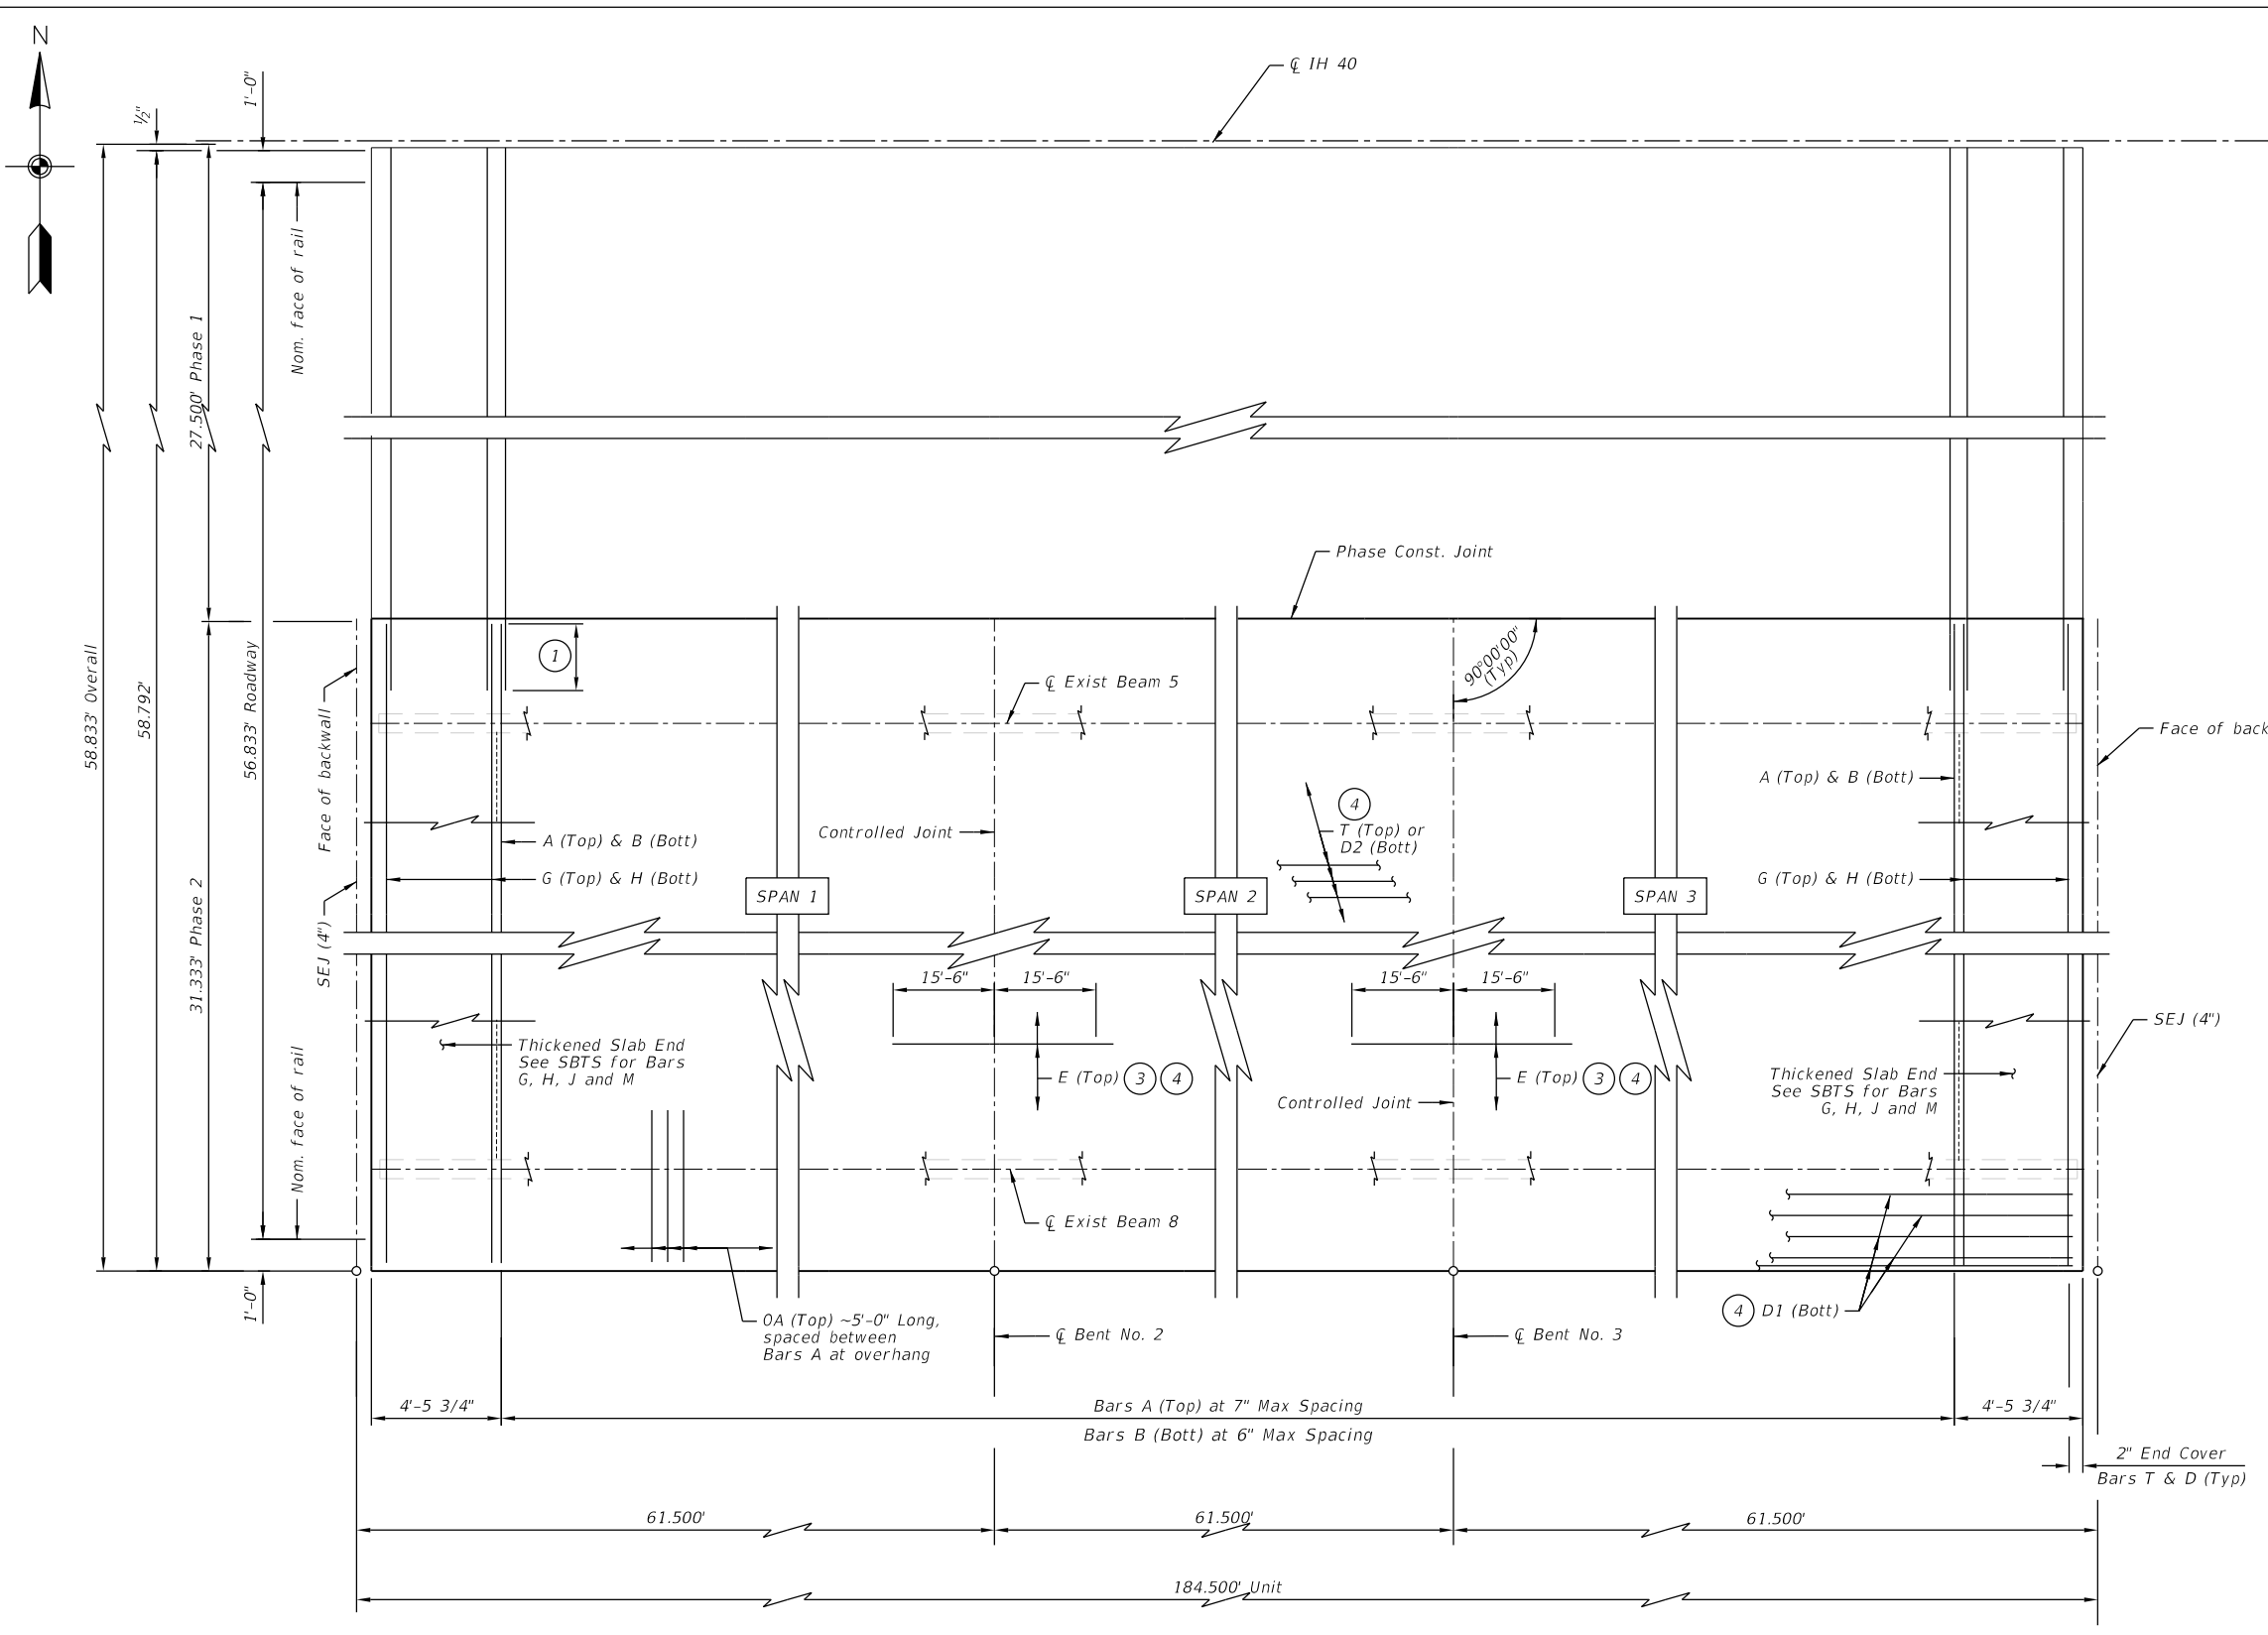 N
℄ IH 40
1'-0"
½"
Nom. face of rail
27.500' Phase 1
58.833' Overall
58.792'
56.833' Roadway
31.333' Phase 2
Face of backwall
SEJ (4")
Nom. face of rail
1'-0"
Phase Const. Joint
1
90°00'00"
(Typ)
℄ Exist Beam 5
Face of back
A (Top) & B (Bott)
4
T (Top) or
D2 (Bott)
Controlled Joint
A (Top) & B (Bott)
G (Top) & H (Bott)
G (Top) & H (Bott)
SPAN 1
SPAN 2
SPAN 3
15'-6"
15'-6"
15'-6"
15'-6"
SEJ (4")
Thickened Slab End
See SBTS for Bars
G, H, J and M
E (Top) 3 4
E (Top) 3 4
Thickened Slab End
See SBTS for Bars
G, H, J and M
Controlled Joint
℄ Exist Beam 8
4 D1 (Bott)
OA (Top) ~5'-0" Long,
spaced between
Bars A at overhang
℄ Bent No. 2
℄ Bent No. 3
4'-5 3/4"
Bars A (Top) at 7" Max Spacing
4'-5 3/4"
Bars B (Bott) at 6" Max Spacing
2" End Cover
Bars T & D (Typ)
61.500'
61.500'
61.500'
184.500' Unit